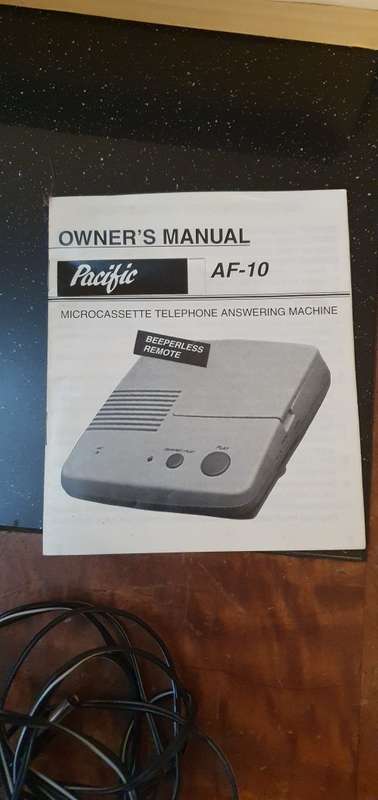 OWNER'S MANUAL
Pacific AF-10
MICROCASSETTE TELEPHONE ANSWERING MACHINE
BEEPERLESS
REMOTE
PLAY